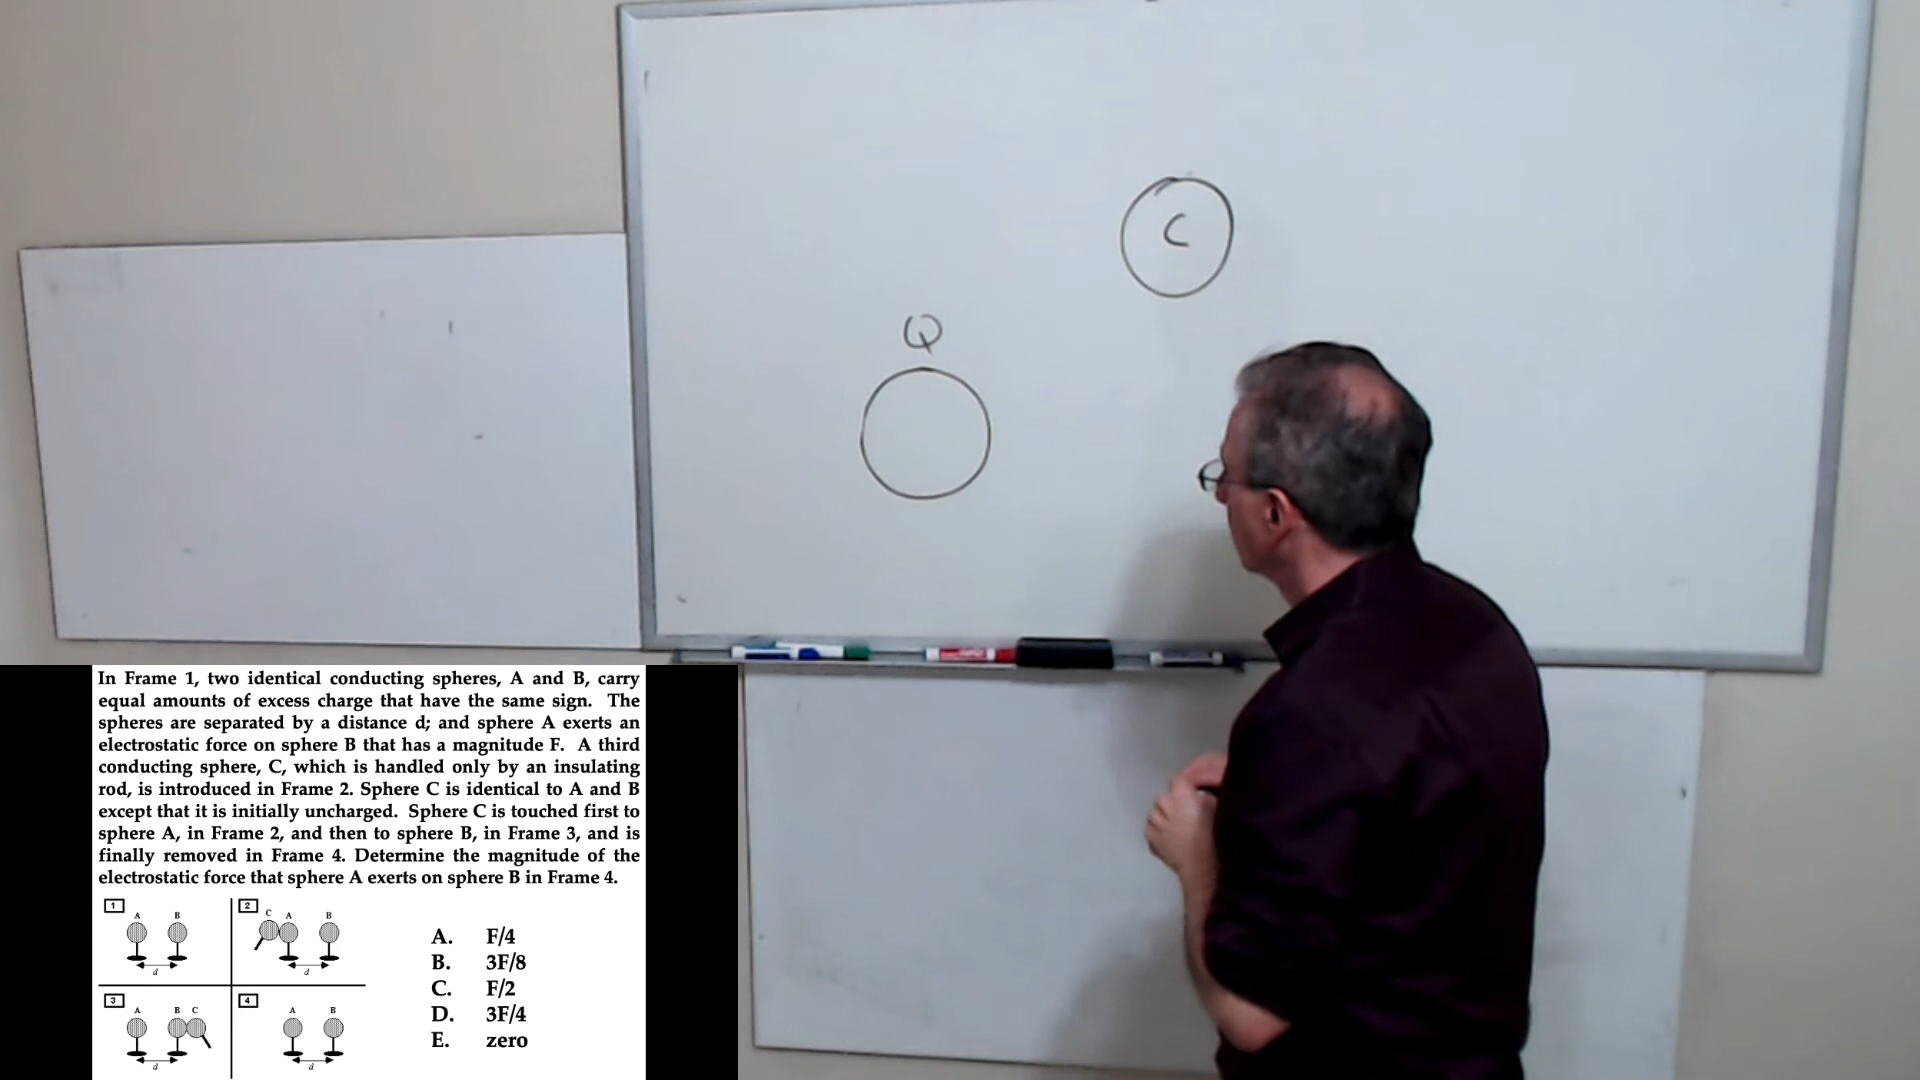 C
Q
In Frame 1, two identical conducting spheres, A and B, carry
equal amounts of excess charge that have the same sign. The
spheres are separated by a distance d; and sphere A exerts an
electrostatic force on sphere B that has a magnitude F. A third
conducting sphere, C, which is handled only by an insulating
rod, is introduced in Frame 2. Sphere C is identical to A and B
except that it is initially uncharged. Sphere C is touched first to
sphere A, in Frame 2, and then to sphere B, in Frame 3, and is
finally removed in Frame 4. Determine the magnitude of the
electrostatic force that sphere A exerts on sphere B in Frame 4.
1
A B
d
2
C A B
d
3
A B C
d
4
A B
d
A. F/4
B. 3F/8
C. F/2
D. 3F/4
E. zero